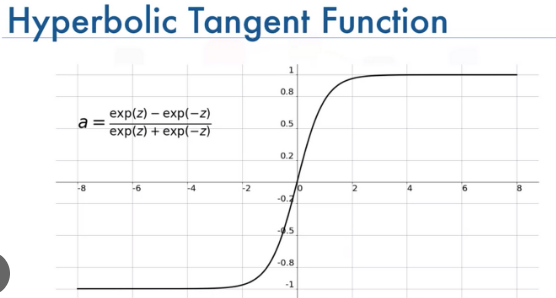 Hyperbolic Tangent Function
a = exp(z) − exp(−z)
exp(z) + exp(−z)
1
0.8
0.5
0.2
-8 -6 -4 -2 0 2 4 6 8
-0.2
-0.5
-0.8
-1